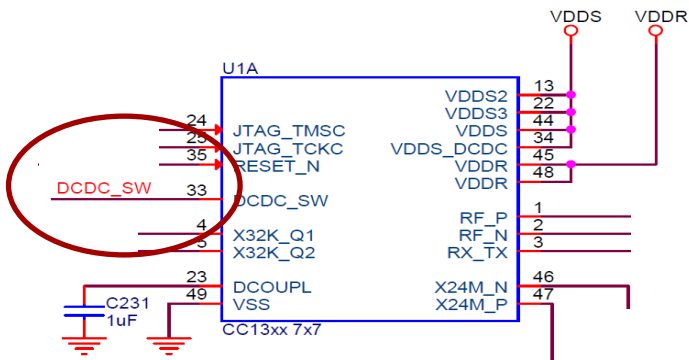 VDDS VDDR
U1A
24 JTAG_TMSC
25 JTAG_TCKC
35 RESET_N
DCDC_SW 33 DCDC_SW
4 X32K_Q1
5 X32K_Q2
23 DCOUPL
49 VSS
C231
1uF
VDDS2 13
VDDS3 22
VDDS 44
VDDS_DCDC 34
VDDR 45
VDDR 48
RF_P 1
RF_N 2
RX_TX 3
X24M_N 46
X24M_P 47
CC13xx 7x7